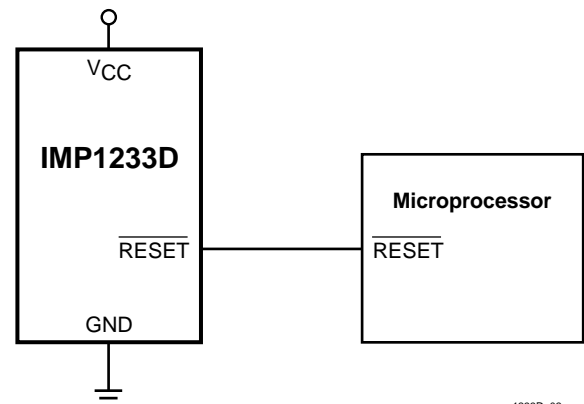 VCC
IMP1233D
Microprocessor
RESET
RESET
GND